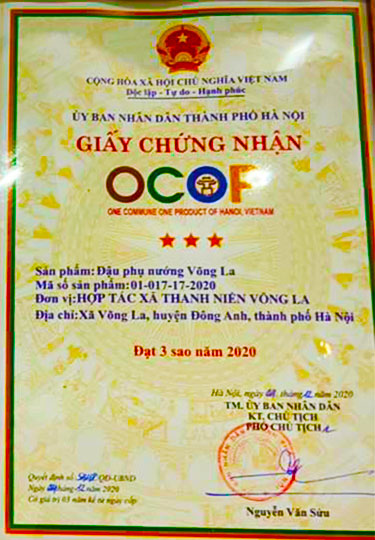 CỘNG HÒA XÃ HỘI CHỦ NGHĨA VIỆT NAM
Độc lập - Tự do - Hạnh phúc
ỦY BAN NHÂN DÂN THÀNH PHỐ HÀ NỘI
GIẤY CHỨNG NHẬN
OCOP
ONE COMMUNE ONE PRODUCT OF HANOI, VIETNAM
Sản phẩm:Đậu phụ nướng Võng La
Mã số sản phẩm:01-017-17-2020
Đơn vị:HỢP TÁC XÃ THANH NIÊN VÕNG LA
Địa chỉ:Xã Võng La, huyện Đông Anh, thành phố Hà Nội
Đạt 3 sao năm 2020
Hà Nội, ngày tháng 12 năm 2020
TM. ỦY BAN NHÂN DÂN
KT. CHỦ TỊCH
PHÓ CHỦ TỊCH
Quyết định số QĐ-UBND
Ngày tháng 12 năm 2020
Có giá trị 03 năm kể từ ngày cấp
Nguyễn Văn Sửu